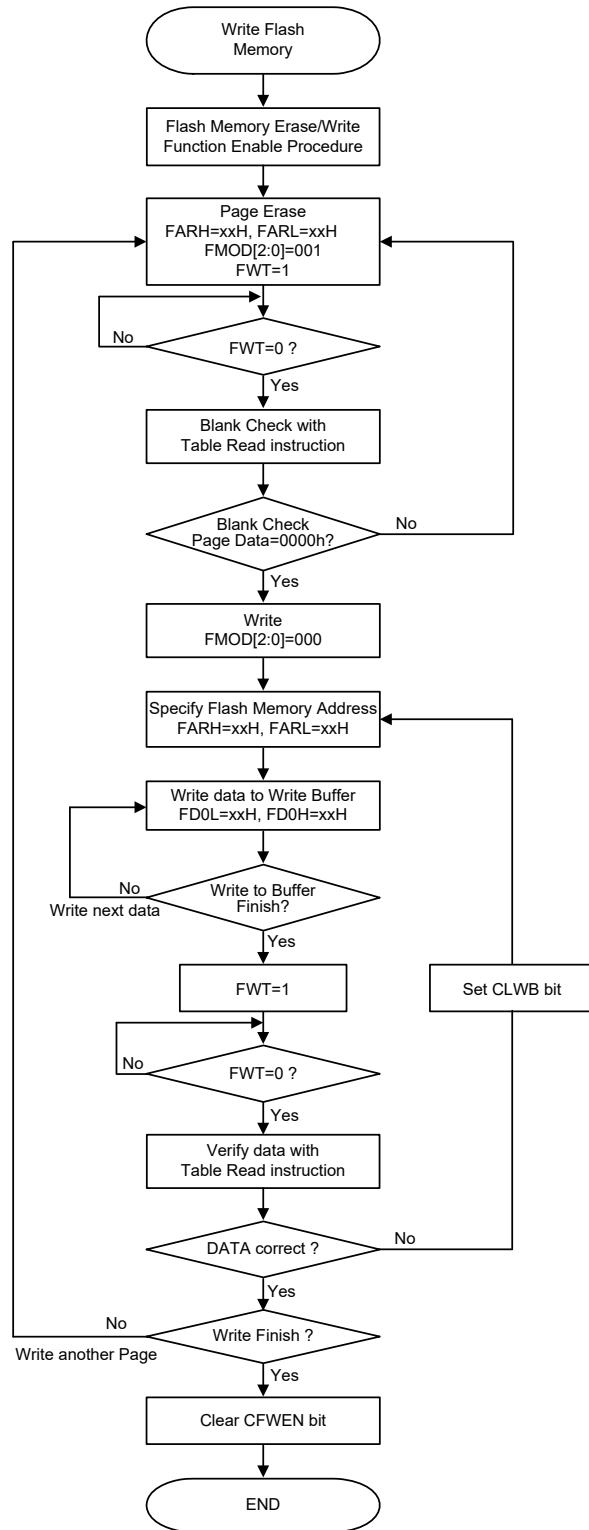 Write Flash
Memory
Flash Memory Erase/Write
Function Enable Procedure
Page Erase
FARH=xxH, FARL=xxH
FMOD[2:0]=001
FWT=1
No
FWT=0 ?
Yes
Blank Check with
Table Read instruction
Blank Check
Page Data=0000h?
No
Yes
Write
FMOD[2:0]=000
Specify Flash Memory Address
FARH=xxH, FARL=xxH
Write data to Write Buffer
FD0L=xxH, FD0H=xxH
No
Write next data
Write to Buffer
Finish?
Yes
FWT=1
Set CLWB bit
No
FWT=0 ?
Yes
Verify data with
Table Read instruction
DATA correct ?
No
Yes
No
Write another Page
Write Finish ?
Yes
Clear CFWEN bit
END